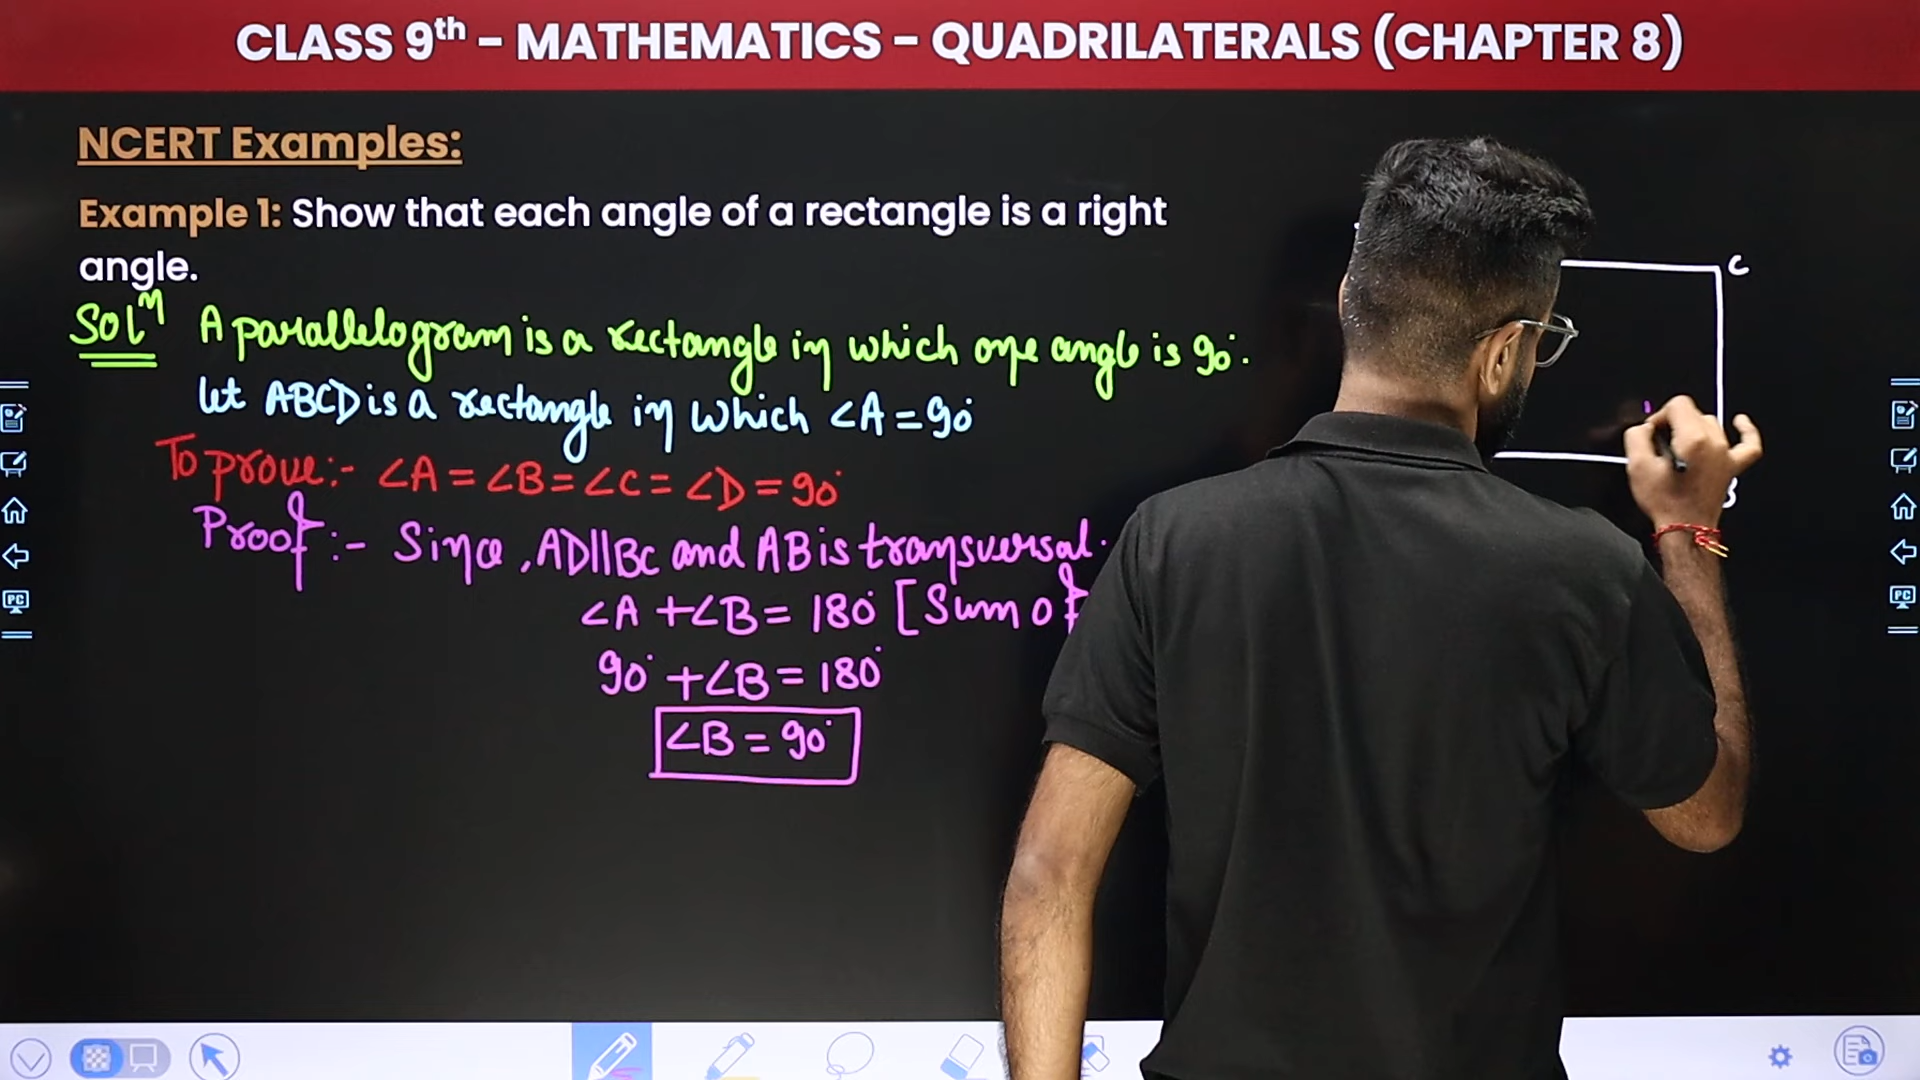 CLASS 9th - MATHEMATICS - QUADRILATERALS (CHAPTER 8)
NCERT Examples:
Example 1: Show that each angle of a rectangle is a right
angle.
Solⁿ A parallelogram is a rectangle in which one angle is 90°.
let ABCD is a rectangle in which ∠A = 90°
To prove:- ∠A = ∠B = ∠C = ∠D = 90°
Proof :- Since, AD||BC and AB is transversal.
∠A + ∠B = 180° [Sum of
90° + ∠B = 180°
∠B = 90°
C
B
PC
PC